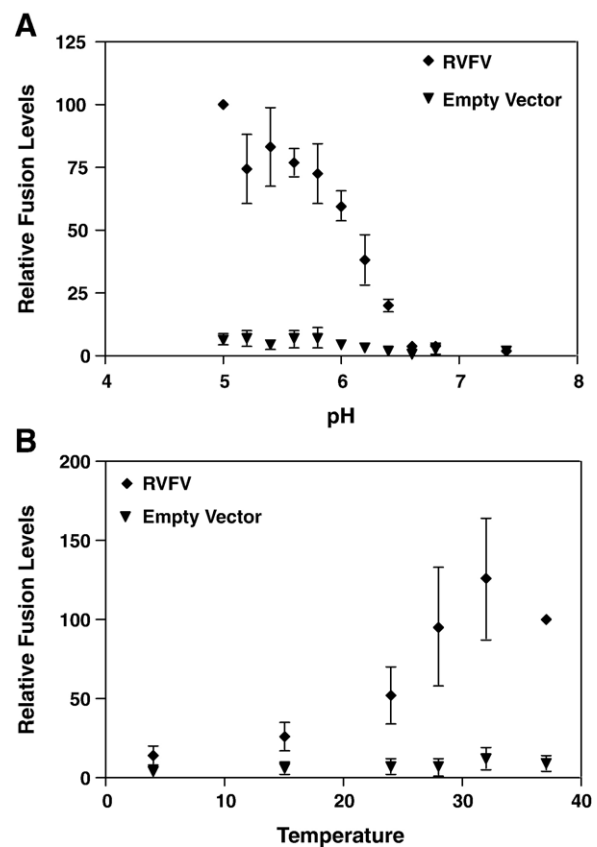 A
125
100
75
50
25
0
Relative Fusion Levels
RVFV
Empty Vector
4 5 6 7 8
pH
B
200
150
100
50
0
Relative Fusion Levels
RVFV
Empty Vector
0 10 20 30 40
Temperature